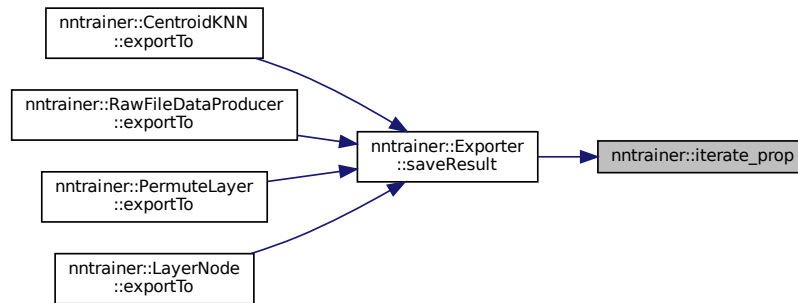 nntrainer::CentroidKNN
::exportTo
nntrainer::RawFileDataProducer
::exportTo
nntrainer::PermuteLayer
::exportTo
nntrainer::LayerNode
::exportTo
nntrainer::Exporter
::saveResult
nntrainer::iterate_prop